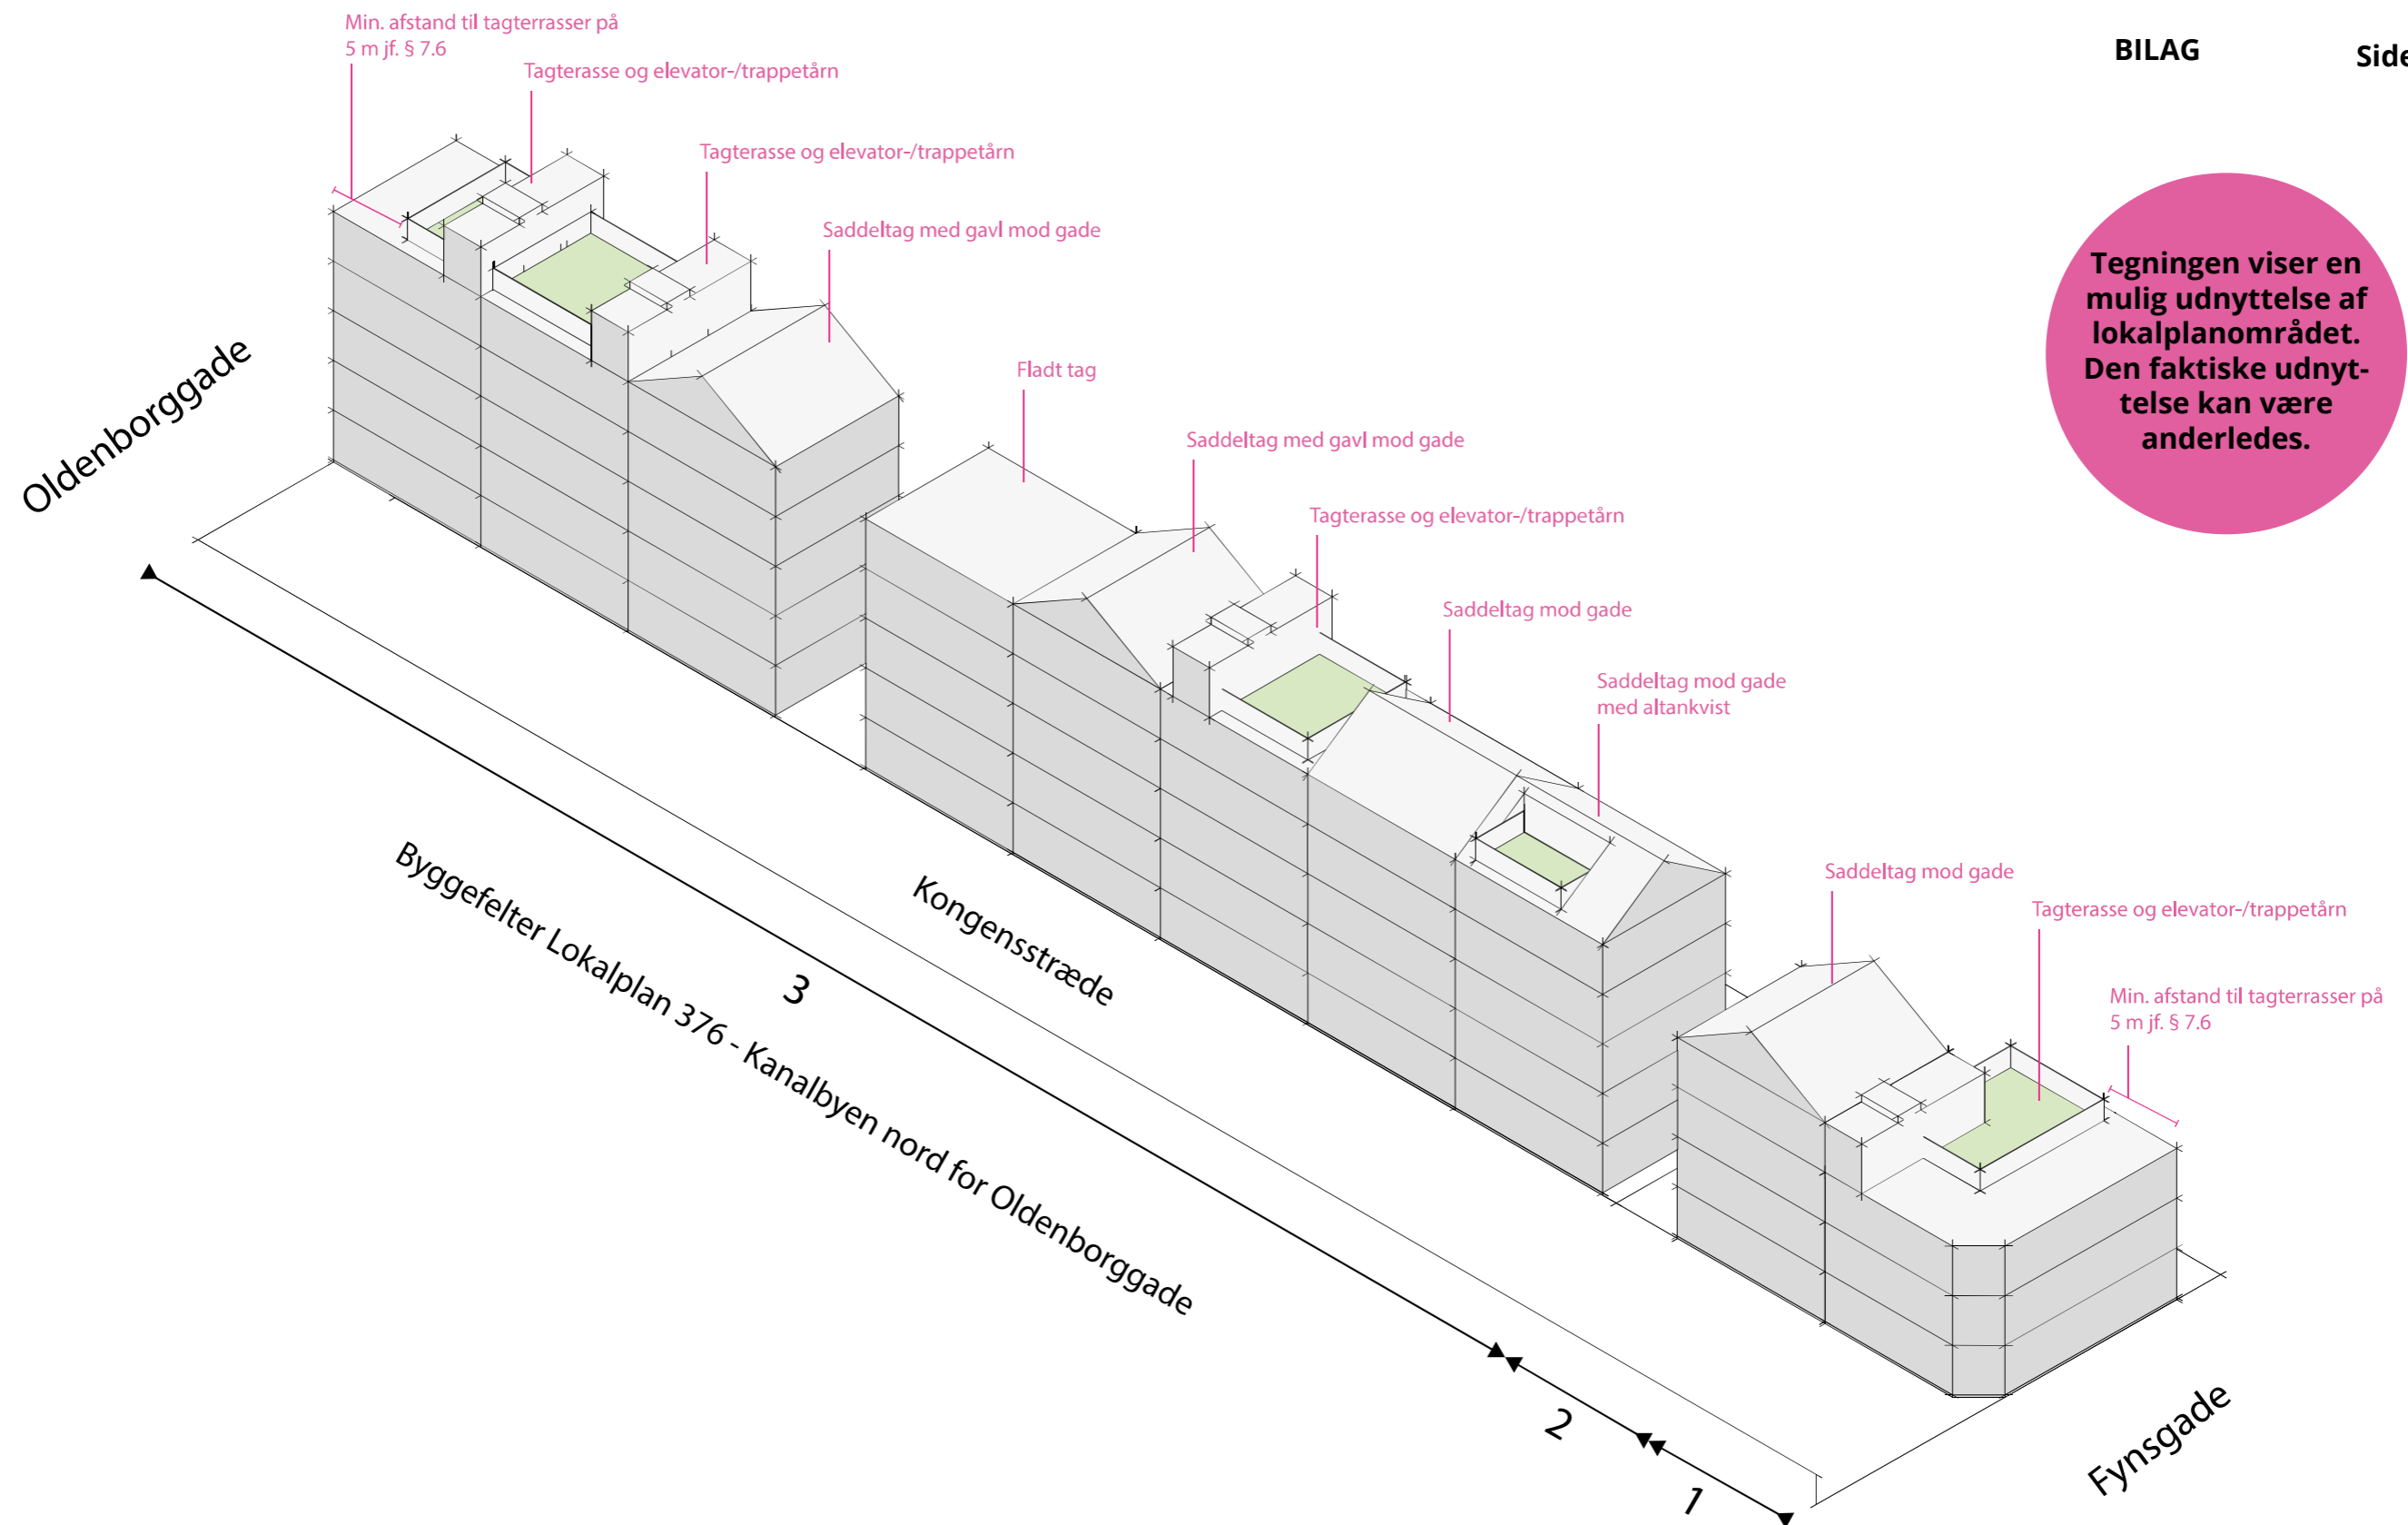 Min. afstand til tagterrasser på
5 m jf. § 7.6
Tagterasse og elevator-/trappetårn
Tagterasse og elevator-/trappetårn
Saddeltag med gavl mod gade
Fladt tag
Saddeltag med gavl mod gade
Tagterasse og elevator-/trappetårn
Saddeltag mod gade
Saddeltag mod gade
med altankvist
Saddeltag mod gade
Tagterasse og elevator-/trappetårn
Min. afstand til tagterrasser på
5 m jf. § 7.6
BILAG
Side
Tegningen viser en
mulig udnyttelse af
lokalplanområdet.
Den faktiske udnyt-
telse kan være
anderledes.
Oldenborggade
Kongensstræde
Byggefelter Lokalplan 376 - Kanalbyen nord for Oldenborggade
3
2
1
Fynsgade